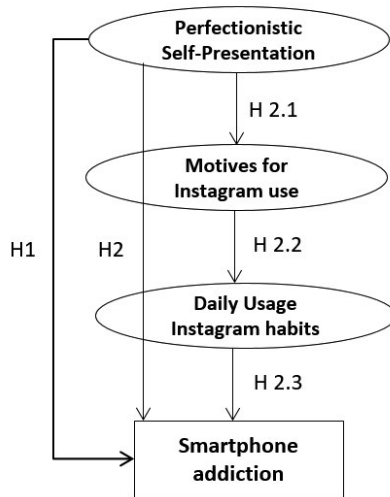 Perfectionistic
Self-Presentation
H 2.1
Motives for
Instagram use
H1
H2
H 2.2
Daily Usage
Instagram habits
H 2.3
Smartphone
addiction